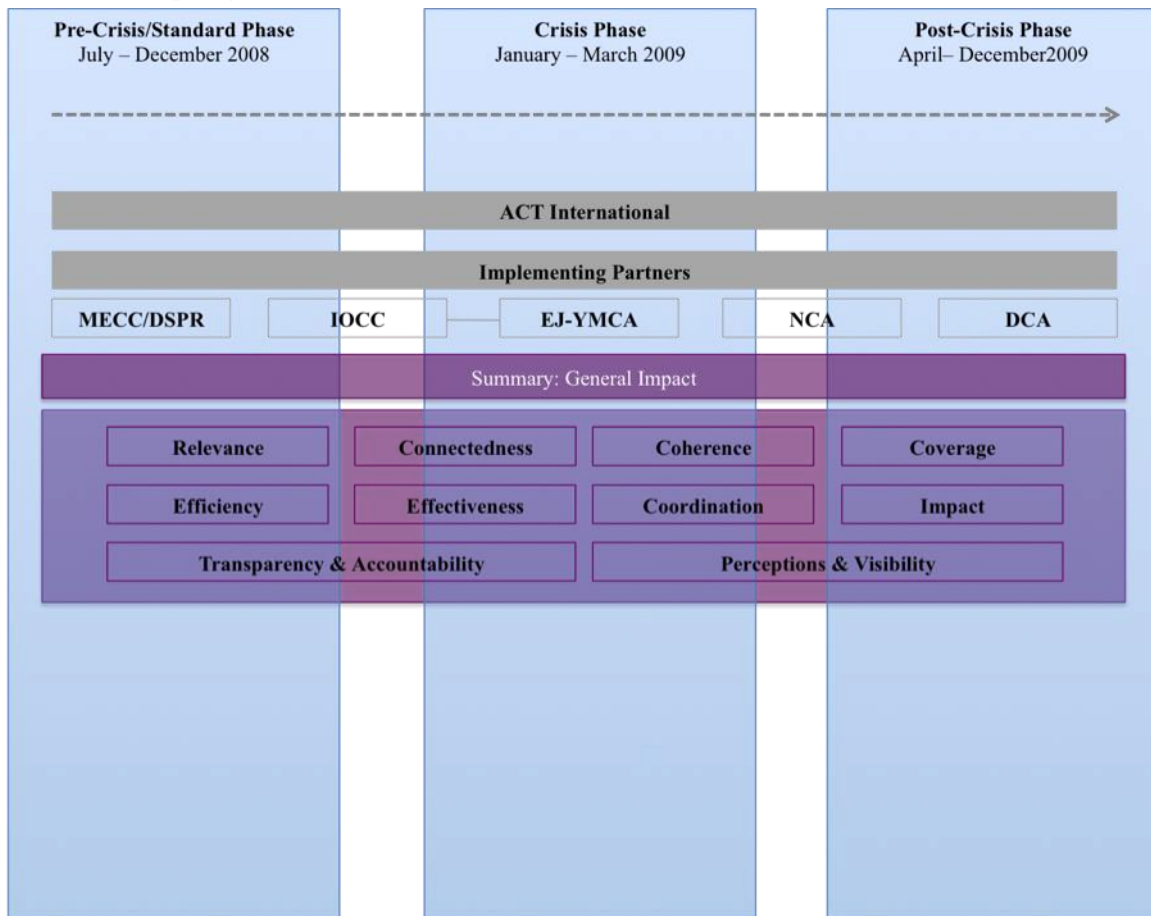 Pre-Crisis/Standard Phase
July – December 2008
Crisis Phase
January – March 2009
Post-Crisis Phase
April– December2009
ACT International
Implementing Partners
MECC/DSPR
IOCC
EJ-YMCA
NCA
DCA
Summary: General Impact
Relevance
Connectedness
Coherence
Coverage
Efficiency
Effectiveness
Coordination
Impact
Transparency & Accountability
Perceptions & Visibility